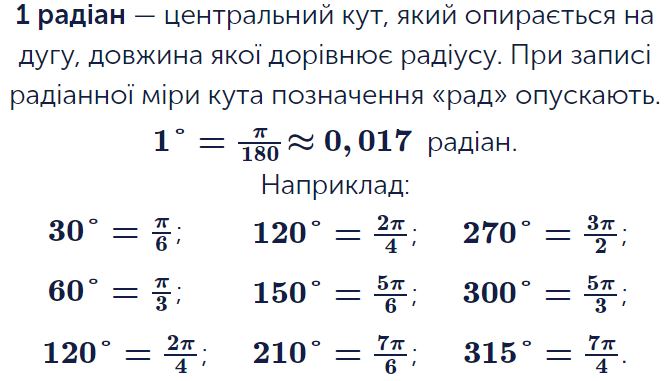 1 радіан — центральний кут, який опирається на
дугу, довжина якої дорівнює радіусу. При записі
радіанної міри кута позначення «рад» опускають.
1° = π/180 ≈ 0,017 радіан.
Наприклад:
30° = π/6; 120° = 2π/4; 270° = 3π/2;
60° = π/3; 150° = 5π/6; 300° = 5π/3;
120° = 2π/4; 210° = 7π/6; 315° = 7π/4.